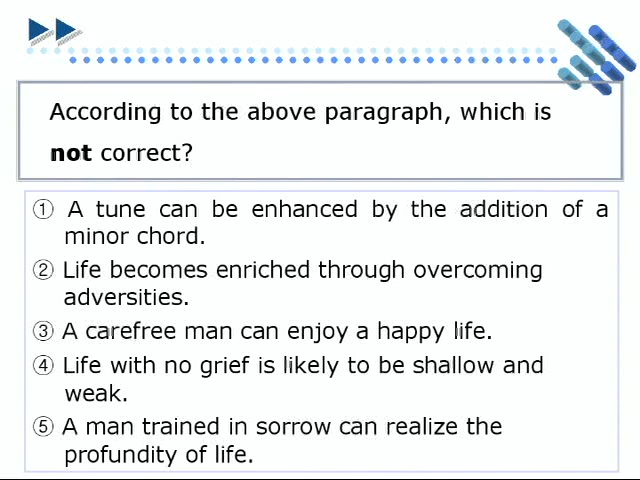 According to the above paragraph, which is
not correct?
① A tune can be enhanced by the addition of a
minor chord.
② Life becomes enriched through overcoming
adversities.
③ A carefree man can enjoy a happy life.
④ Life with no grief is likely to be shallow and
weak.
⑤ A man trained in sorrow can realize the
profundity of life.